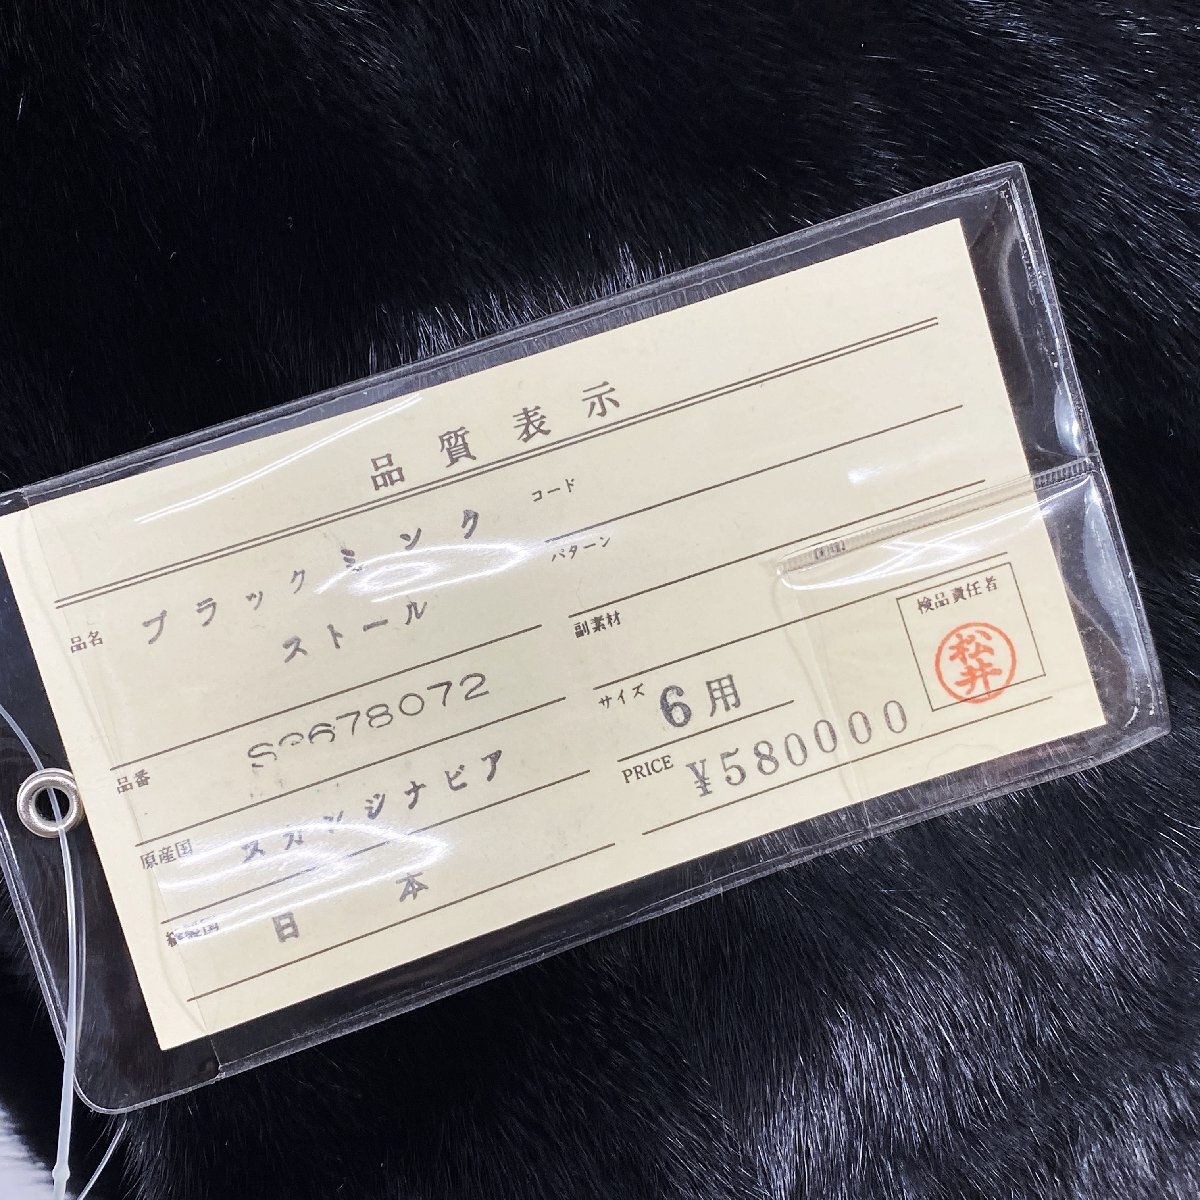 品質表示
品名 ブラックミンク
ストール
コード
パターン
品番
副素材
原産国 スカンジナビア
サイズ 6用
日本
PRICE ¥580000
検品責任者
松井